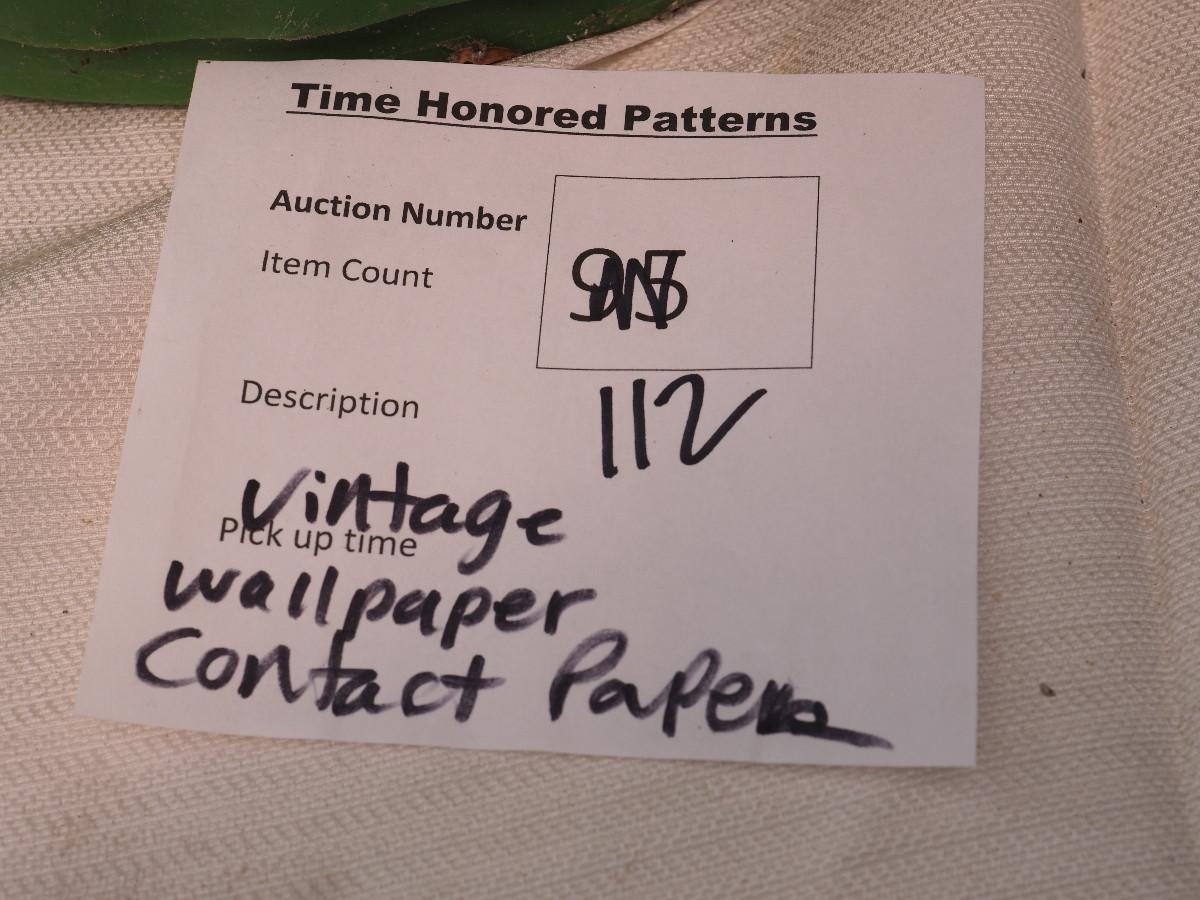 Time Honored Patterns
Auction Number
Item Count
112
Description
Vintage
Pick up time
wallpaper
Contact Paper